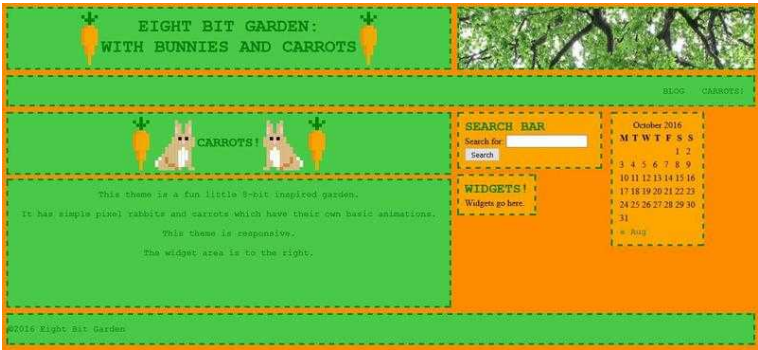 EIGHT BIT GARDEN:
WITH BUNNIES AND CARROTS
BLOG CARROTS!
CARROTS!
This theme is a fun little 8-bit inspired garden.
It has simple pixel rabbits and carrots which have their own basic animations.
This theme is responsive.
The widget area is to the right.
SEARCH BAR
Search for:
Search
WIDGETS!
Widgets go here.
October 2016
M T W T F S S
1 2
3 4 5 6 7 8 9
10 11 12 13 14 15 16
17 18 19 20 21 22 23
24 25 26 27 28 29 30
31
« Aug
©2016 Eight Bit Garden